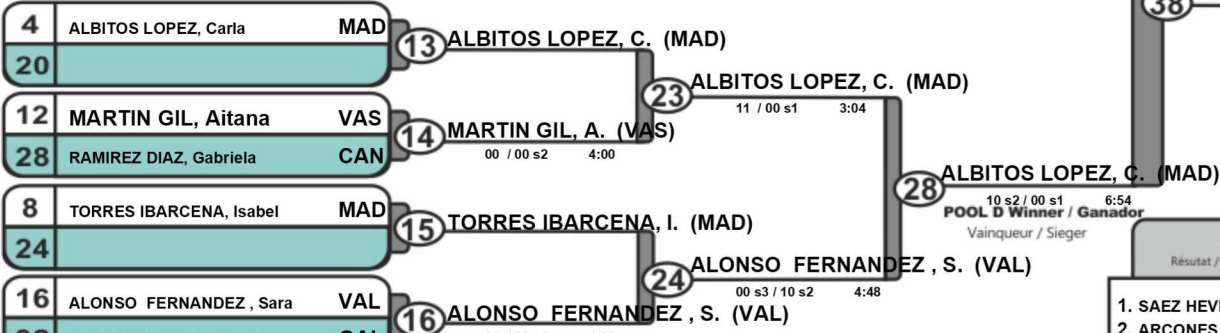 38
4 ALBITOS LOPEZ, Carla MAD
20
13 ALBITOS LOPEZ, C. (MAD)
12 MARTIN GIL, Aitana VAS
28 RAMIREZ DIAZ, Gabriela CAN
14 MARTIN GIL, A. (VAS)
00 / 00 s2 4:00
23 ALBITOS LOPEZ, C. (MAD)
11 / 00 s1 3:04
8 TORRES IBARCENA, Isabel MAD
24
15 TORRES IBARCENA, I. (MAD)
16 ALONSO FERNANDEZ , Sara VAL
16 ALONSO FERNANDEZ , S. (VAL)
24 ALONSO FERNANDEZ , S. (VAL)
00 s3 / 10 s2 4:48
28 ALBITOS LOPEZ, C. (MAD)
10 s2 / 00 s1 6:54
POOL D Winner / Ganador
Vainqueur / Sieger
Résutat /
1. SAEZ
2. ARCONES